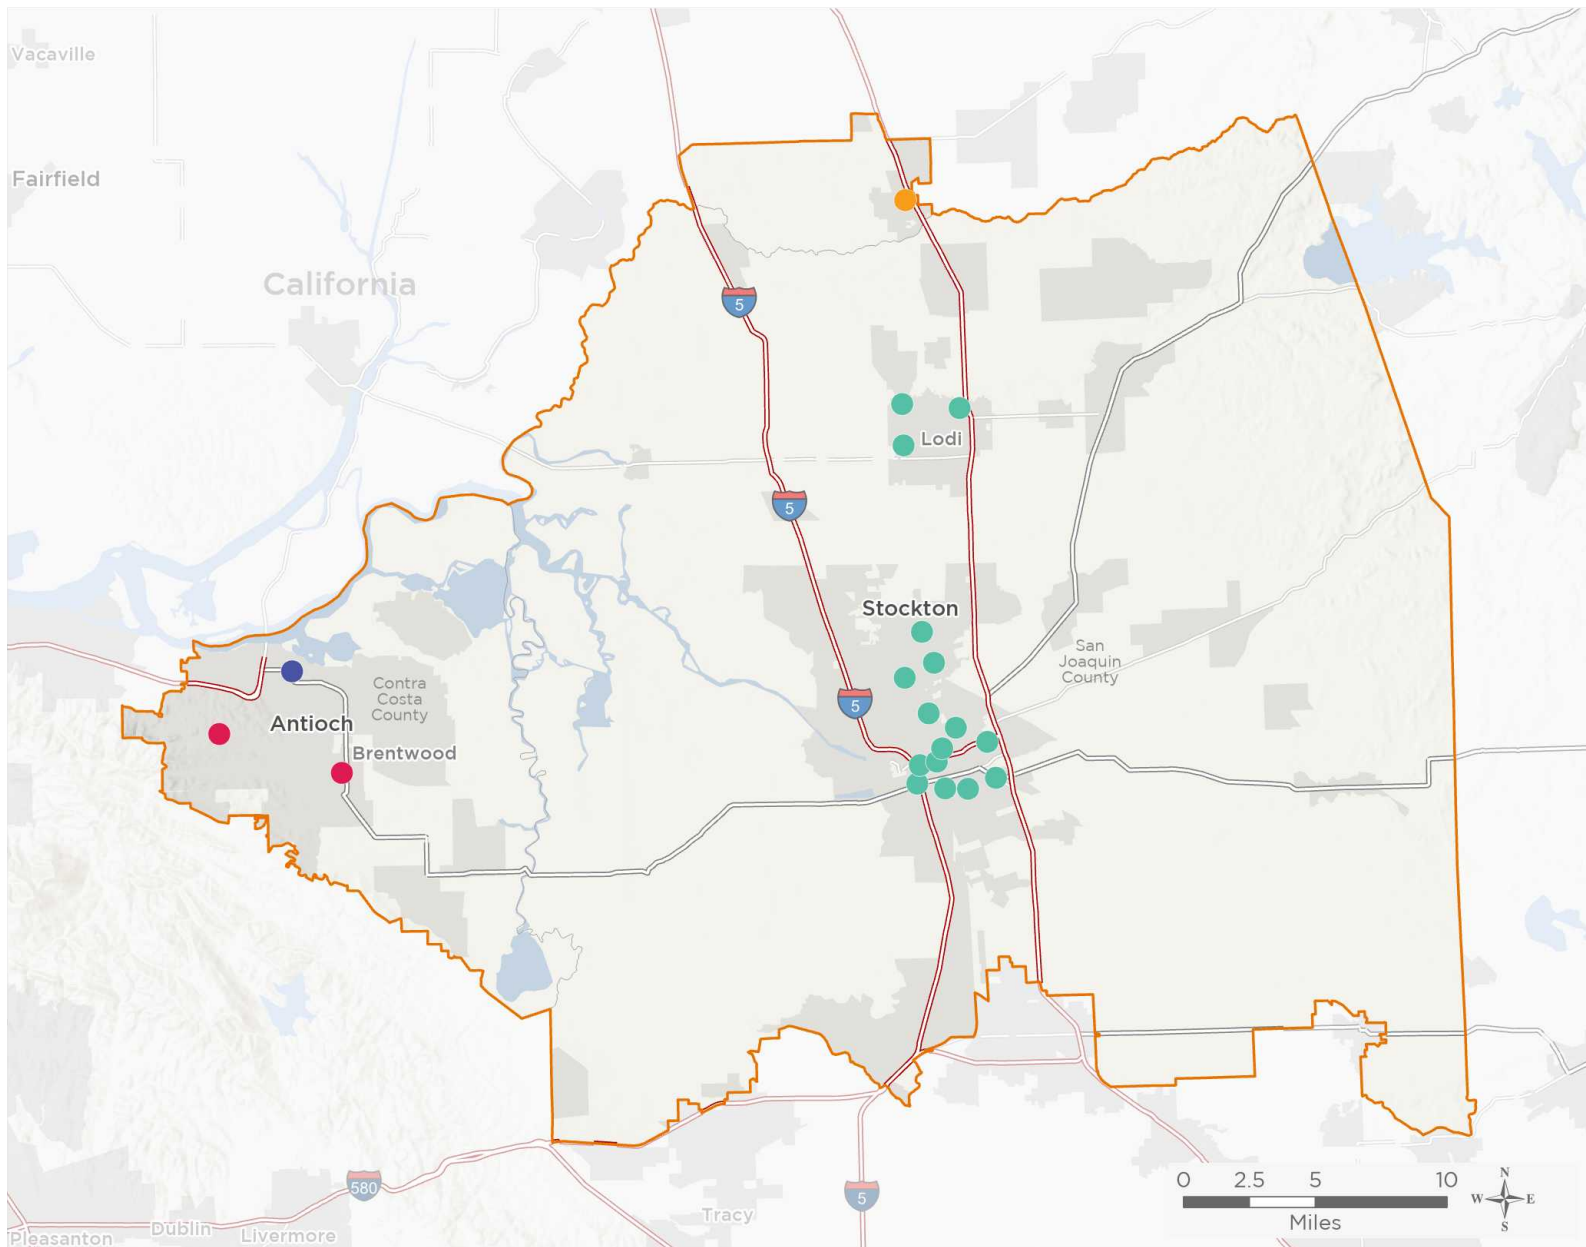 Vacaville
Fairfield
California
5
Lodi
5
Stockton
San
Joaquin
County
Contra
Costa
County
5
Antioch
Brentwood
580
5
Tracy
Dublin
Livermore
Pleasanton
0 2.5 5 10
Miles
N
W E
S